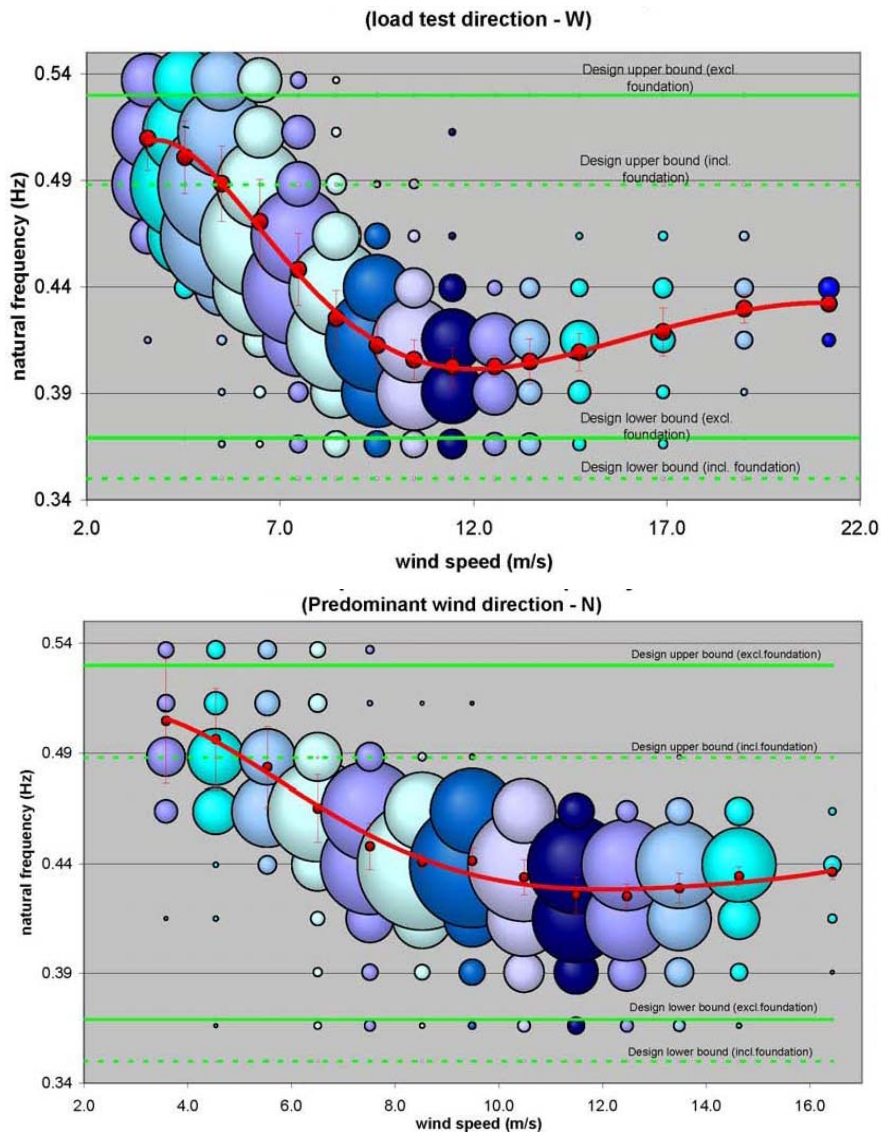 (load test direction - W)
0.54
Design upper bound (excl.
foundation)
0.49
Design upper bound (incl.
foundation)
natural frequency (Hz)
0.44
0.39
Design lower bound (excl.
foundation)
Design lower bound (incl. foundation)
0.34
2.0 7.0 12.0 17.0 22.0
wind speed (m/s)
(Predominant wind direction - N)
0.54
Design upper bound (excl.foundation)
0.49
Design upper bound (incl.foundation)
natural frequency (Hz)
0.44
0.39
Design lower bound (excl.foundation)
Design lower bound (incl.foundation)
0.34
2.0 4.0 6.0 8.0 10.0 12.0 14.0 16.0
wind speed (m/s)